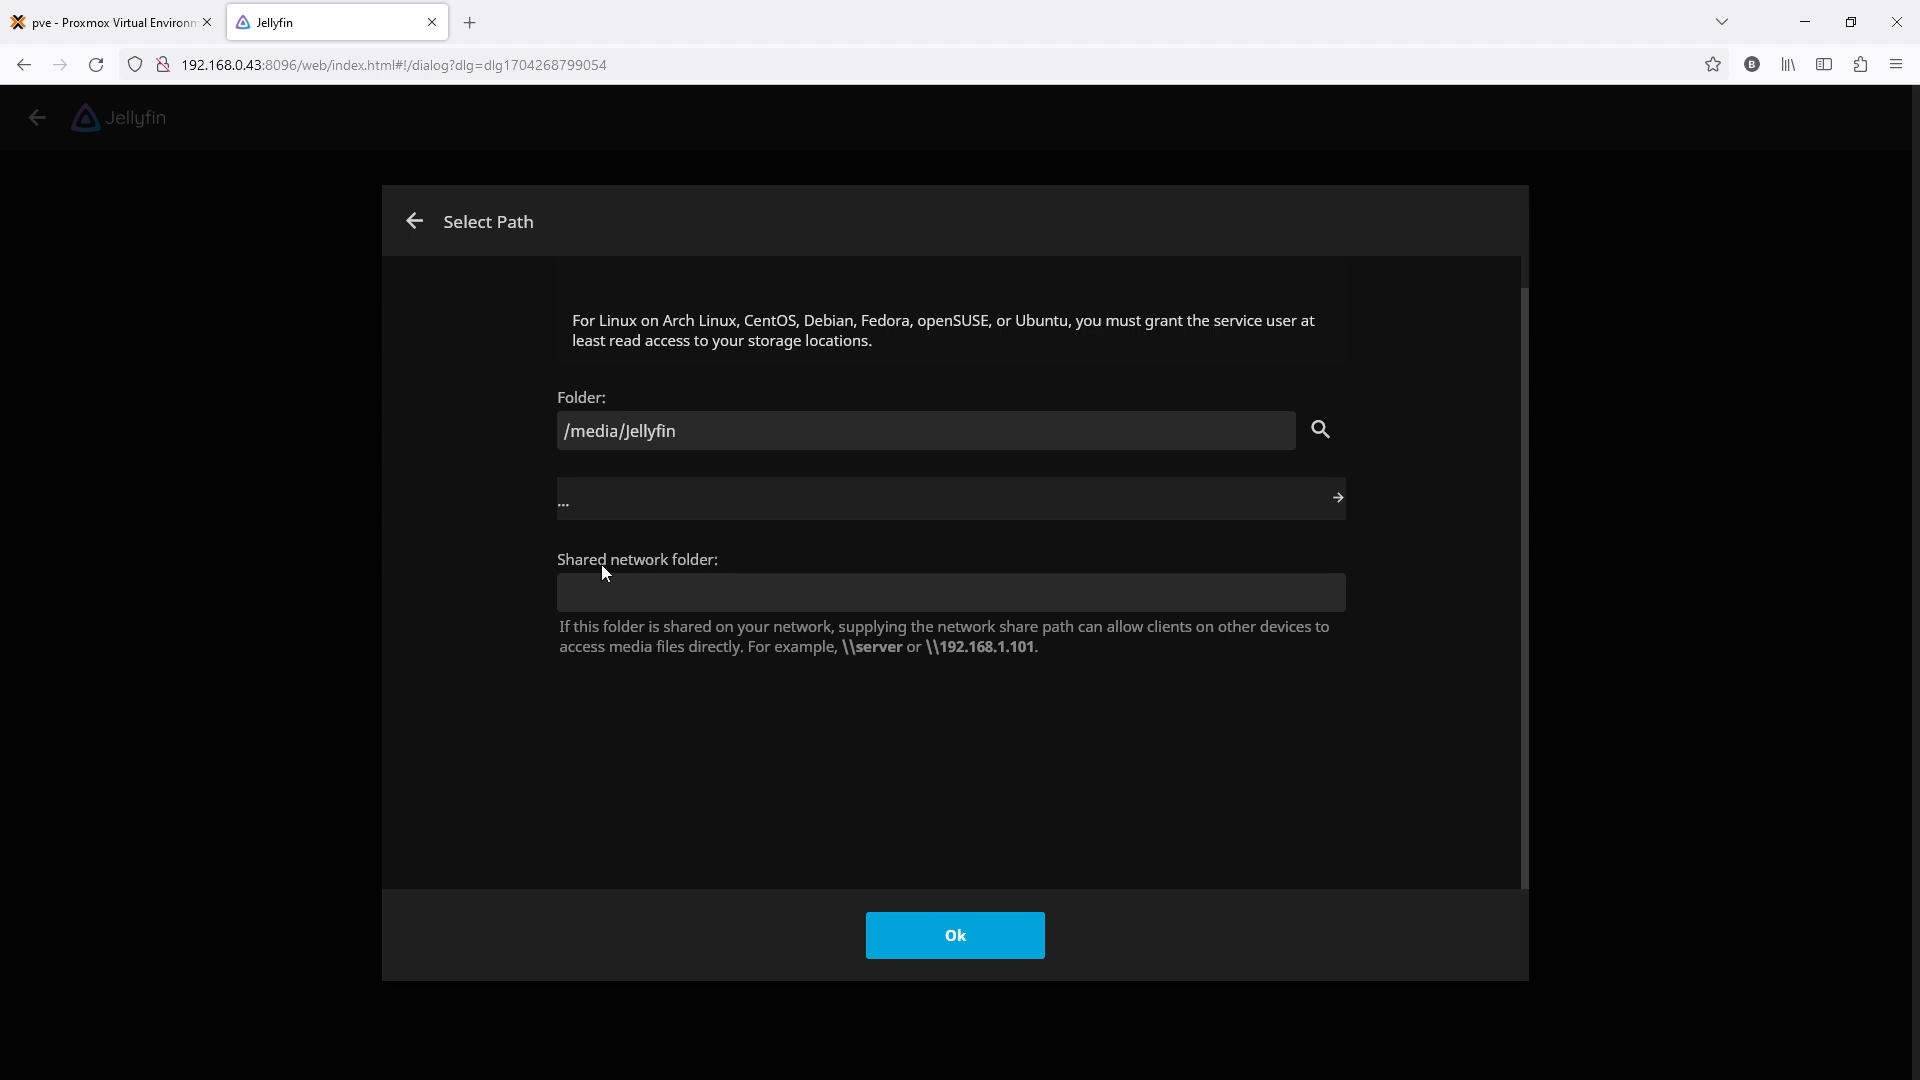 pve - Proxmox Virtual Environm
Jellyfin
192.168.0.43:8096/web/index.html#!/dialog?dlg=dlg1704268799054
B
Jellyfin
Select Path
For Linux on Arch Linux, CentOS, Debian, Fedora, openSUSE, or Ubuntu, you must grant the service user at
least read access to your storage locations.
Folder:
/media/Jellyfin
...
Shared network folder:
If this folder is shared on your network, supplying the network share path can allow clients on other devices to
access media files directly. For example, \\server or \\192.168.1.101.
Ok